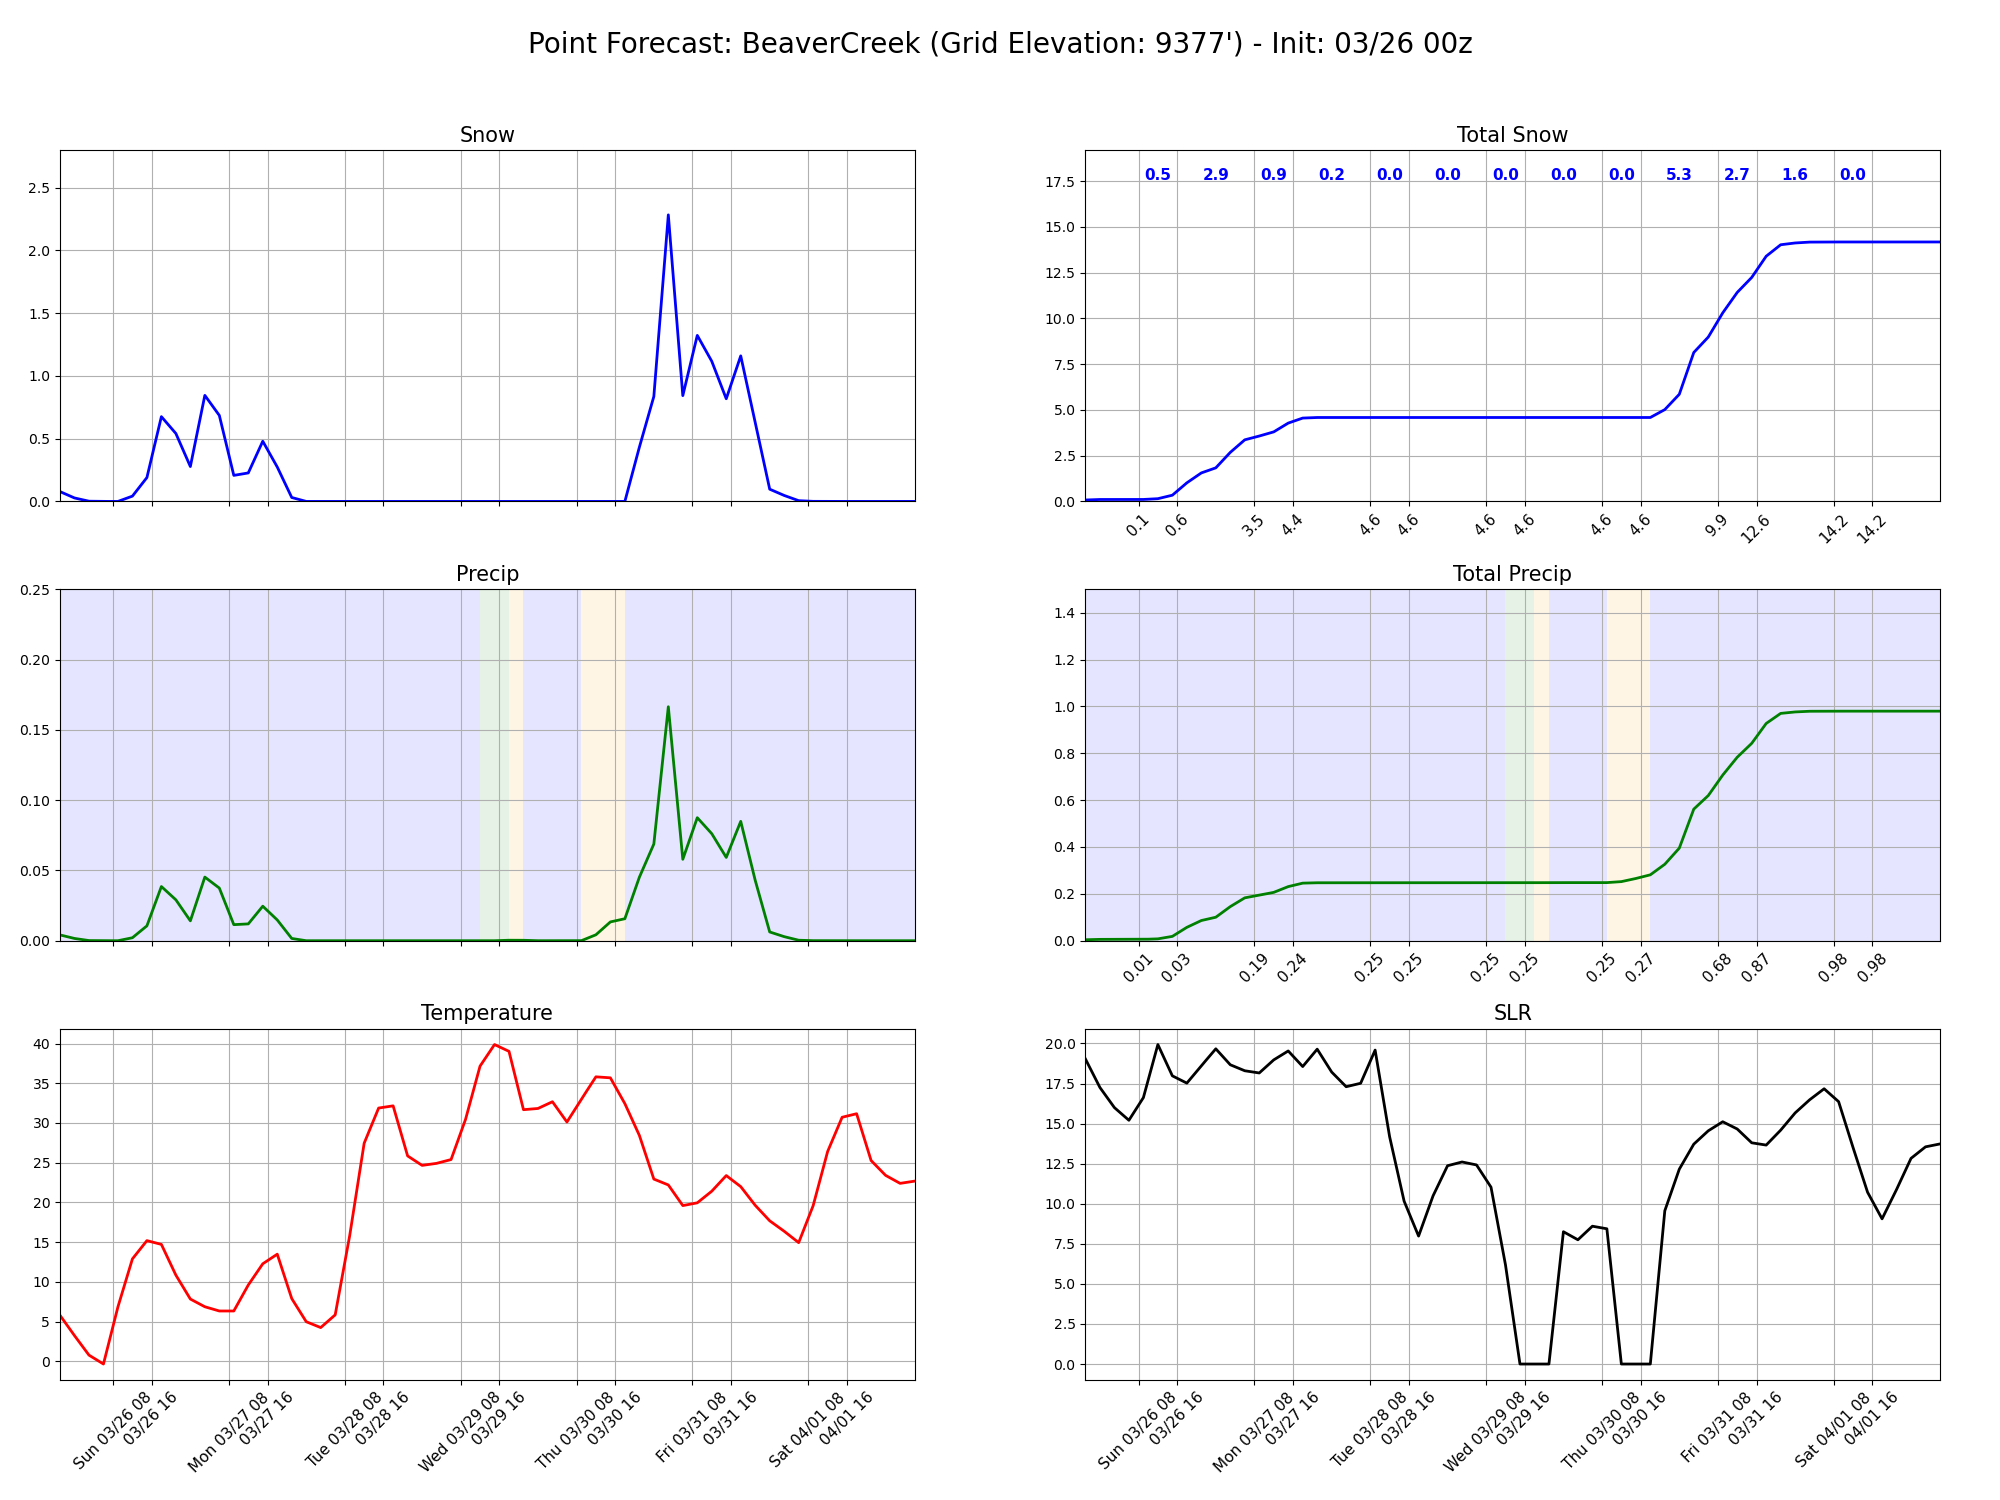 Point Forecast: BeaverCreek (Grid Elevation: 9377') - Init: 03/26 00z
Snow
2.5
2.0
1.5
1.0
0.5
0.0
Total Snow
0.5 2.9 0.9 0.2 0.0 0.0 0.0 0.0 0.0 5.3 2.7 1.6 0.0
17.5
15.0
12.5
10.0
7.5
5.0
2.5
0.0
0.1 0.6 3.5 4.4 4.6 4.6 4.6 4.6 4.6 4.6 9.9 12.6 14.2 14.2
Precip
0.25
0.20
0.15
0.10
0.05
0.00
Total Precip
1.4
1.2
1.0
0.8
0.6
0.4
0.2
0.0
0.01 0.03 0.19 0.24 0.25 0.25 0.25 0.25 0.25 0.27 0.68 0.87 0.98 0.98
Temperature
40
35
30
25
20
15
10
5
0
Sun 03/26 08
03/26 16
Mon 03/27 08
03/27 16
Tue 03/28 08
03/28 16
Wed 03/29 08
03/29 16
Thu 03/30 08
03/30 16
Fri 03/31 08
03/31 16
Sat 04/01 08
04/01 16
SLR
20.0
17.5
15.0
12.5
10.0
7.5
5.0
2.5
0.0
Sun 03/26 08
03/26 16
Mon 03/27 08
03/27 16
Tue 03/28 08
03/28 16
Wed 03/29 08
03/29 16
Thu 03/30 08
03/30 16
Fri 03/31 08
03/31 16
Sat 04/01 08
04/01 16